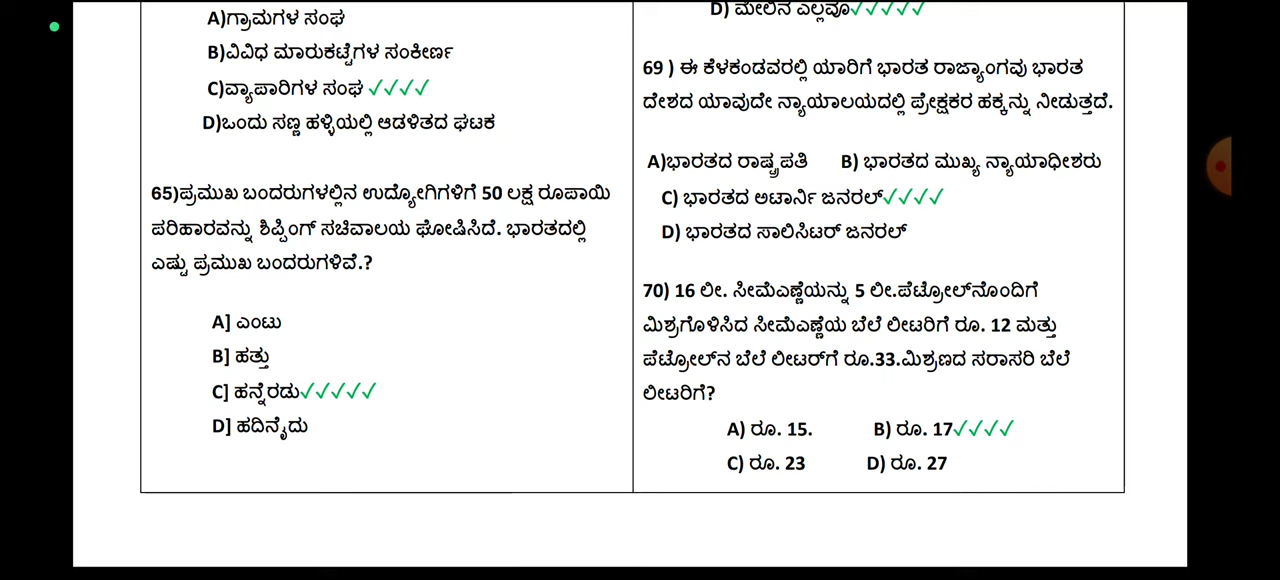 A)ಗ್ರಾಮಗಳ ಸಂಘ
B)ವಿವಿಧ ಮಾರುಕಟ್ಟೆಗಳ ಸಂಕೀರ್ಣ
C)ವ್ಯಾಪಾರಿಗಳ ಸಂಘ ✓✓✓✓
D)ಒಂದು ಸಣ್ಣ ಹಳ್ಳಿಯಲ್ಲಿ ಆಡಳಿತದ ಘಟಕ
65)ಪ್ರಮುಖ ಬಂದರುಗಳಲ್ಲಿನ ಉದ್ಯೋಗಿಗಳಿಗೆ 50 ಲಕ್ಷ ರೂಪಾಯಿ
ಪರಿಹಾರವನ್ನು ಶಿಪ್ಪಿಂಗ್ ಸಚಿವಾಲಯ ಘೋಷಿಸಿದೆ. ಭಾರತದಲ್ಲಿ
ಎಷ್ಟು ಪ್ರಮುಖ ಬಂದರುಗಳಿವೆ.?
A] ಎಂಟು
B] ಹತ್ತು
C] ಹನ್ನೆರಡು✓✓✓✓✓
D] ಹದಿನೈದು
D) ಮೇಲಿನ ಎಲ್ಲವೂ✓✓✓✓✓
69 ) ಈ ಕೆಳಕಂಡವರಲ್ಲಿ ಯಾರಿಗೆ ಭಾರತ ರಾಜ್ಯಾಂಗವು ಭಾರತ
ದೇಶದ ಯಾವುದೇ ನ್ಯಾಯಾಲಯದಲ್ಲಿ ಪ್ರೇಕ್ಷಕರ ಹಕ್ಕನ್ನು ನೀಡುತ್ತದೆ.
A)ಭಾರತದ ರಾಷ್ಟ್ರಪತಿ B) ಭಾರತದ ಮುಖ್ಯ ನ್ಯಾಯಾಧೀಶರು
C) ಭಾರತದ ಅಟಾರ್ನಿ ಜನರಲ್✓✓✓✓
D) ಭಾರತದ ಸಾಲಿಸಿಟರ್ ಜನರಲ್
70) 16 ಲೀ. ಸೀಮೆಎಣ್ಣೆಯನ್ನು 5 ಲೀ.ಪೆಟ್ರೋಲ್‌ನೊಂದಿಗೆ
ಮಿಶ್ರಗೊಳಿಸಿದ ಸೀಮೆಎಣ್ಣೆಯ ಬೆಲೆ ಲೀಟರಿಗೆ ರೂ. 12 ಮತ್ತು
ಪೆಟ್ರೋಲ್‌ನ ಬೆಲೆ ಲೀಟರ್‌ಗೆ ರೂ.33.ಮಿಶ್ರಣದ ಸರಾಸರಿ ಬೆಲೆ
ಲೀಟರಿಗೆ?
A) ರೂ. 15. B) ರೂ. 17✓✓✓✓
C) ರೂ. 23 D) ರೂ. 27